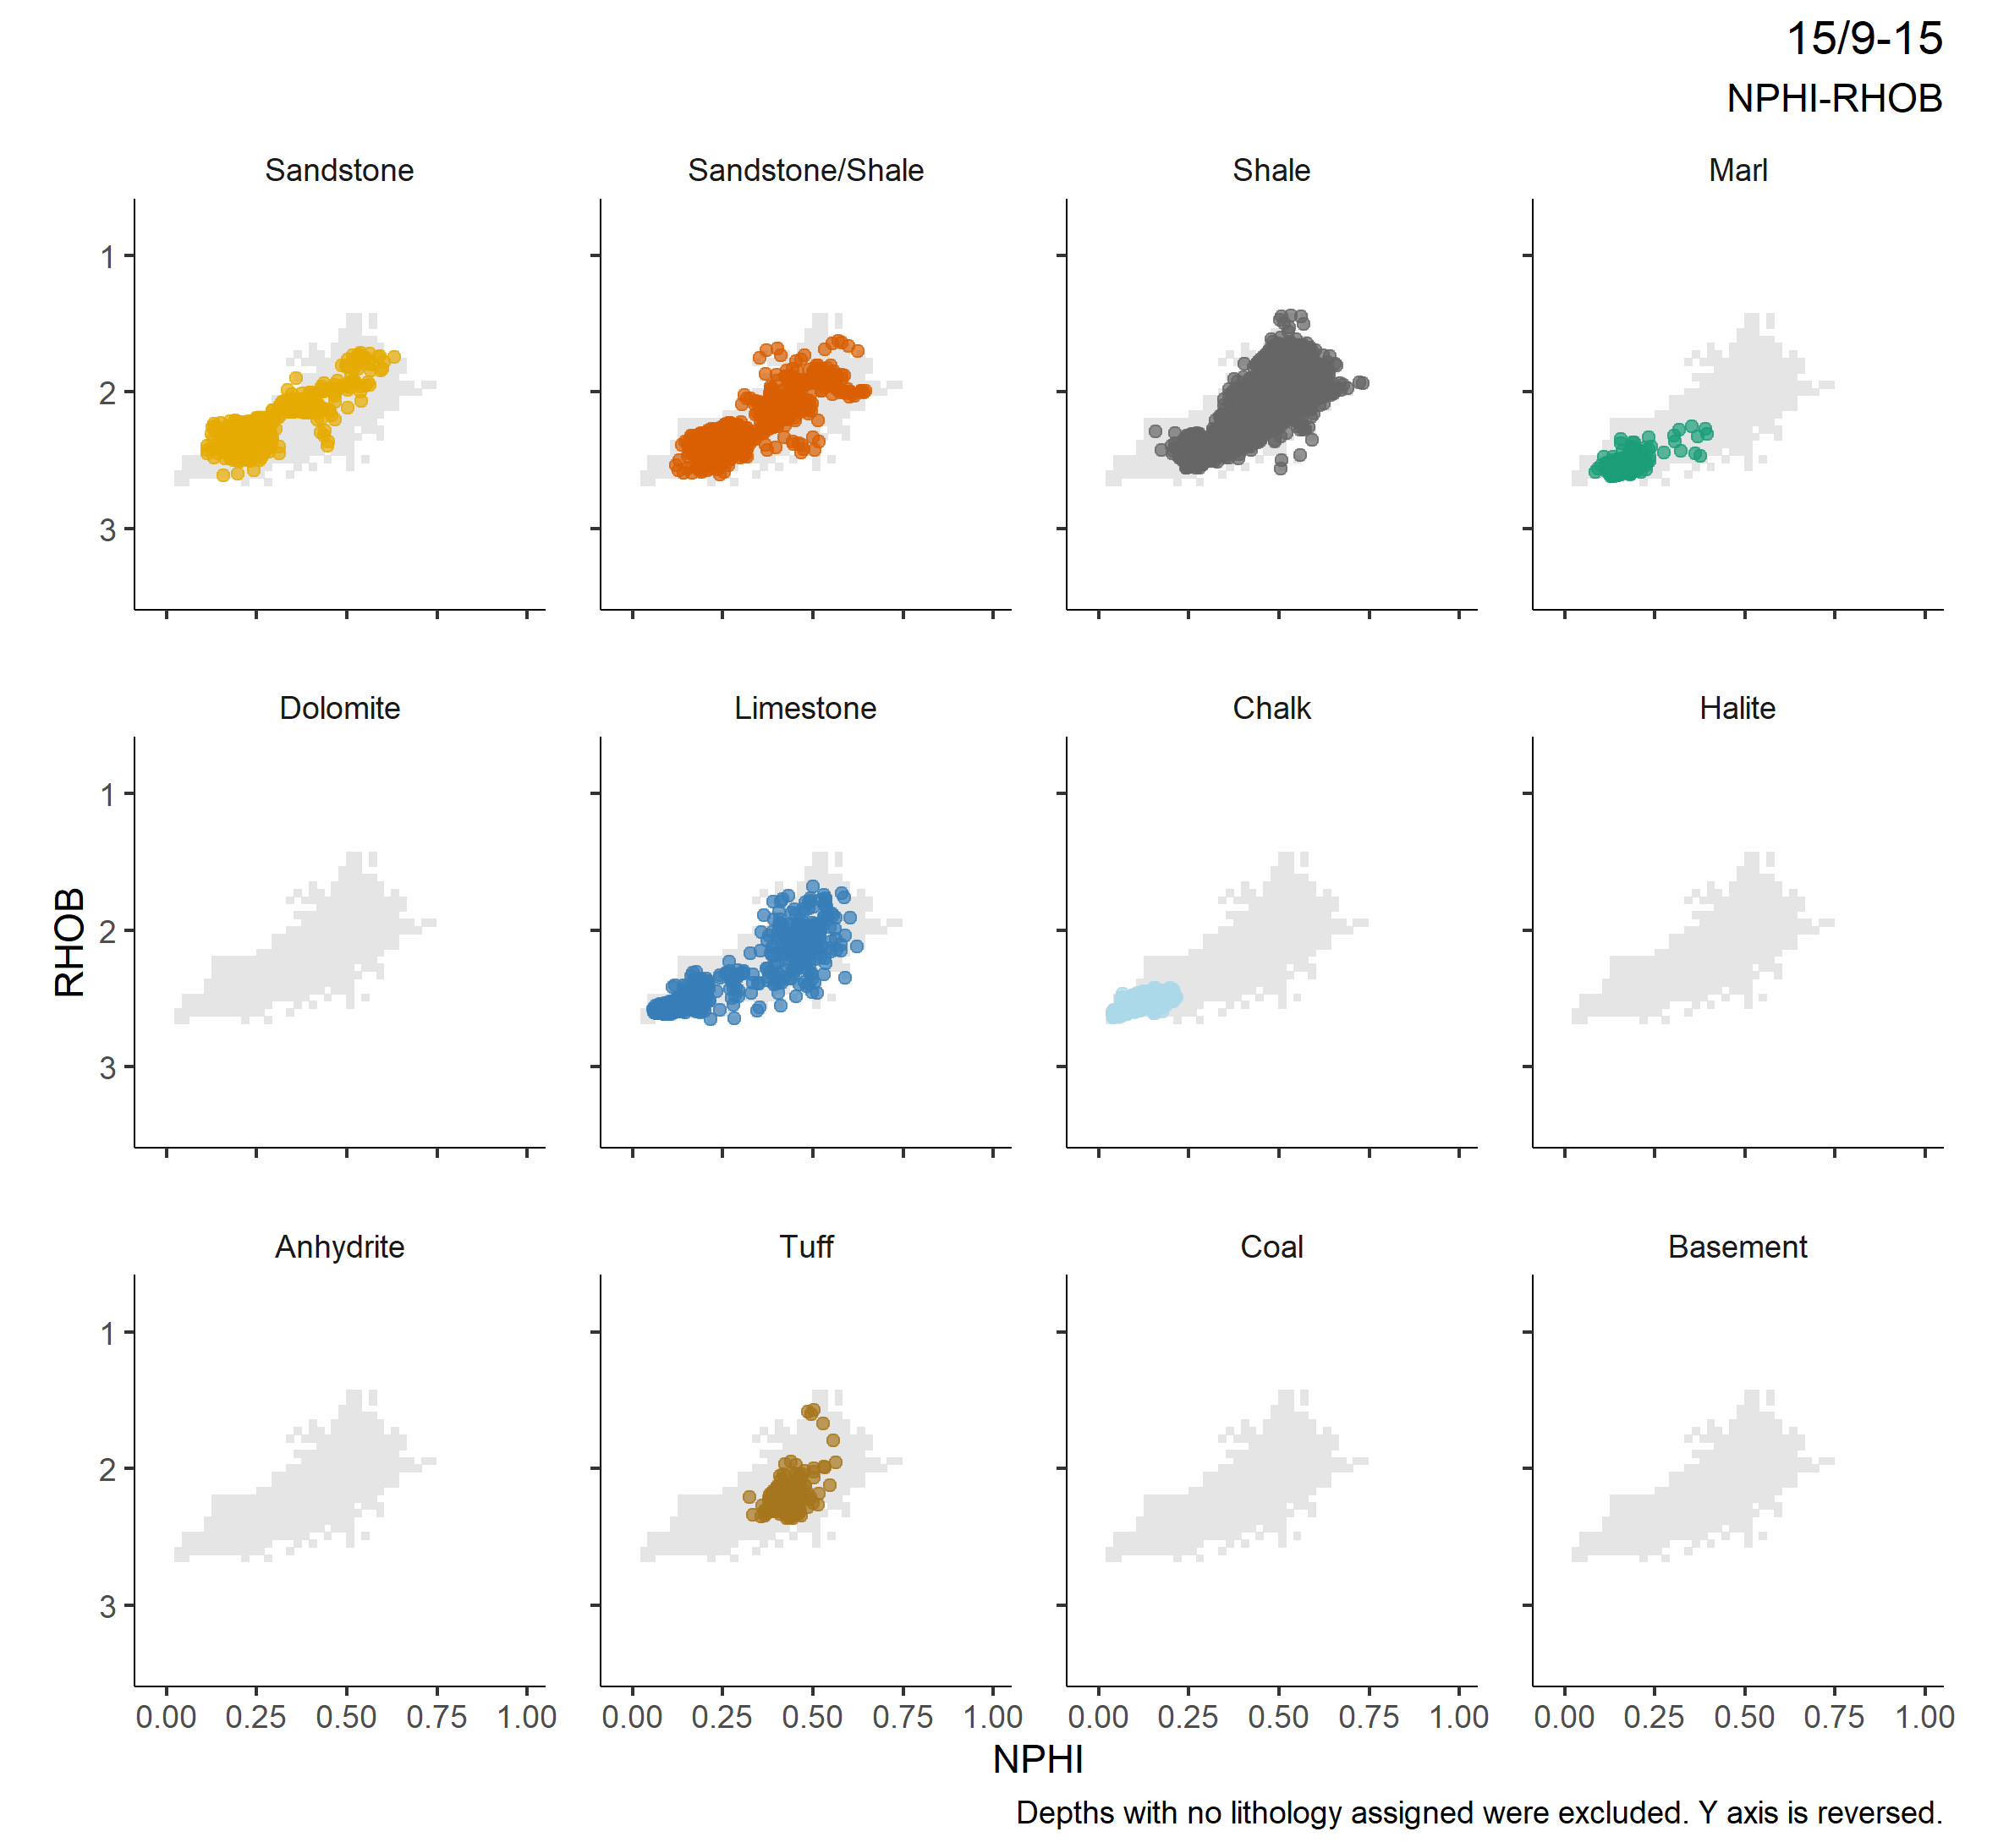 15/9-15
NPHI-RHOB
Sandstone
Sandstone/Shale
Shale
Marl
1
2
3
Dolomite
Limestone
Chalk
Halite
1
2
3
RHOB
Anhydrite
Tuff
Coal
Basement
1
2
3
0.00 0.25 0.50 0.75 1.00
0.00 0.25 0.50 0.75 1.00
0.00 0.25 0.50 0.75 1.00
0.00 0.25 0.50 0.75 1.00
NPHI
Depths with no lithology assigned were excluded. Y axis is reversed.